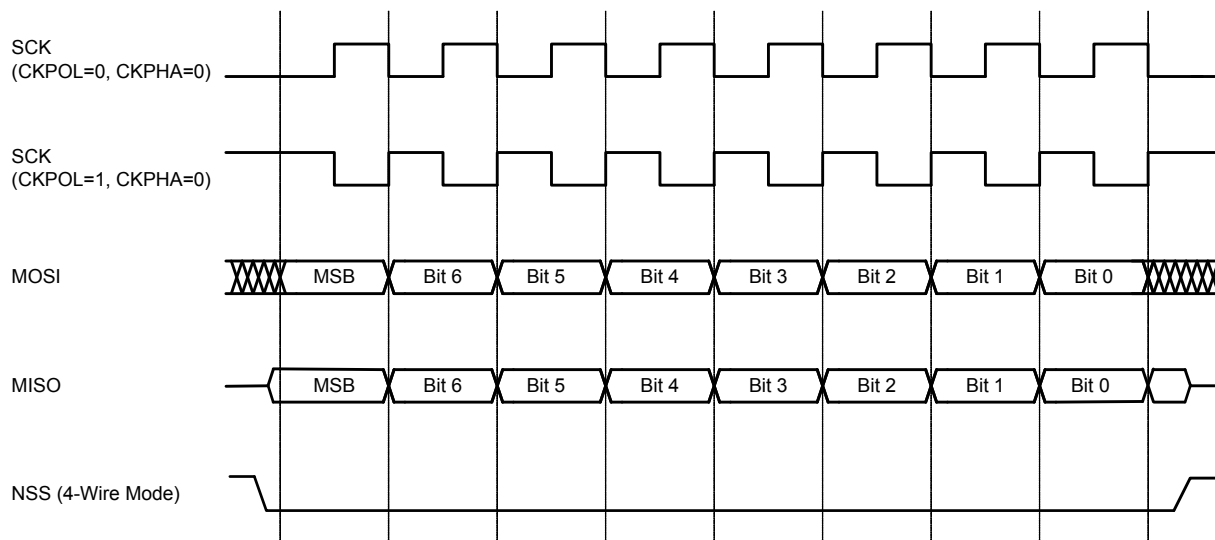 SCK
(CKPOL=0, CKPHA=0)
SCK
(CKPOL=1, CKPHA=0)
MOSI
MSB
Bit 6
Bit 5
Bit 4
Bit 3
Bit 2
Bit 1
Bit 0
MISO
MSB
Bit 6
Bit 5
Bit 4
Bit 3
Bit 2
Bit 1
Bit 0
NSS (4-Wire Mode)